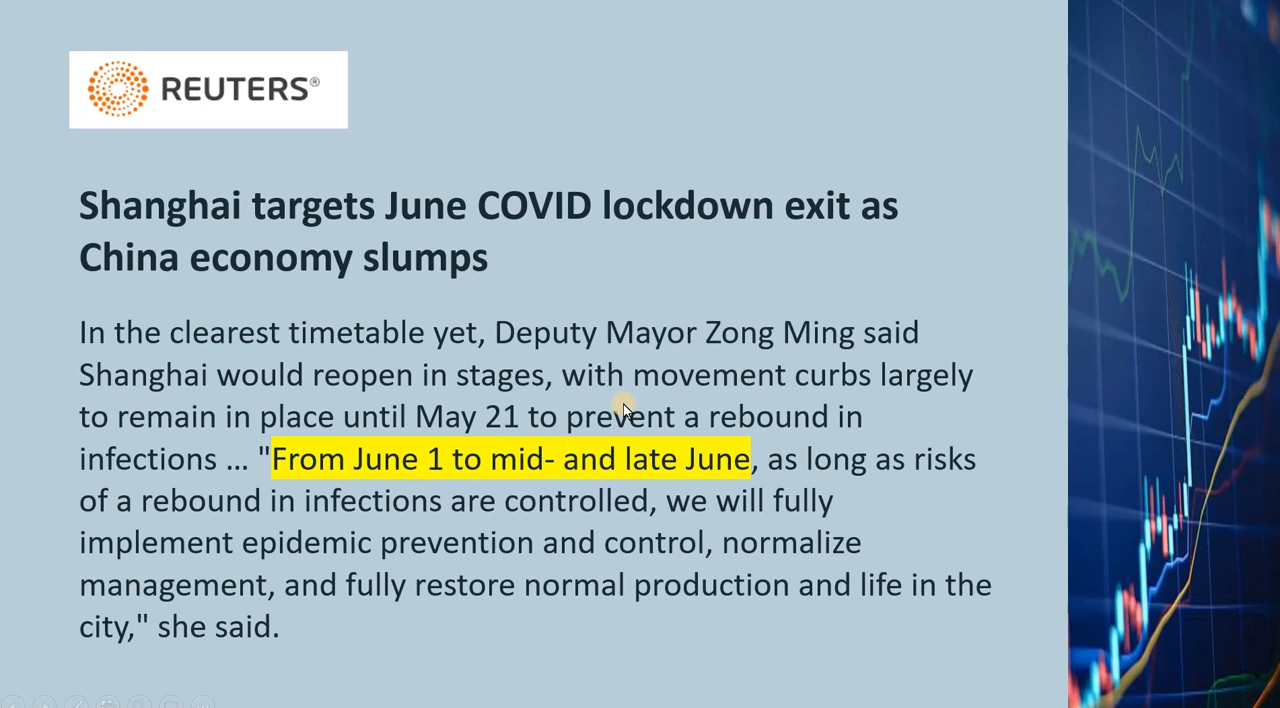 REUTERS®
Shanghai targets June COVID lockdown exit as
China economy slumps
In the clearest timetable yet, Deputy Mayor Zong Ming said
Shanghai would reopen in stages, with movement curbs largely
to remain in place until May 21 to prevent a rebound in
infections ... "From June 1 to mid- and late June, as long as risks
of a rebound in infections are controlled, we will fully
implement epidemic prevention and control, normalize
management, and fully restore normal production and life in the
city," she said.